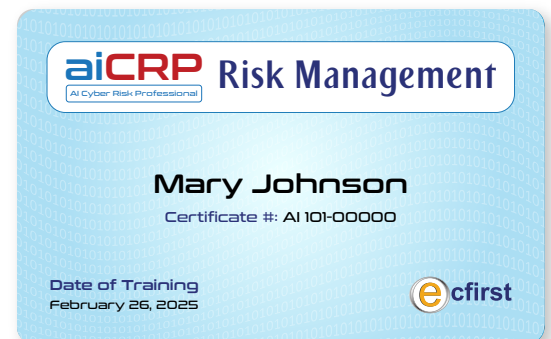 aiCRP Risk Management
AI Cyber Risk Professional
Mary Johnson
Certificate #: AI 101-00000
Date of Training
February 26, 2025
ecfirst